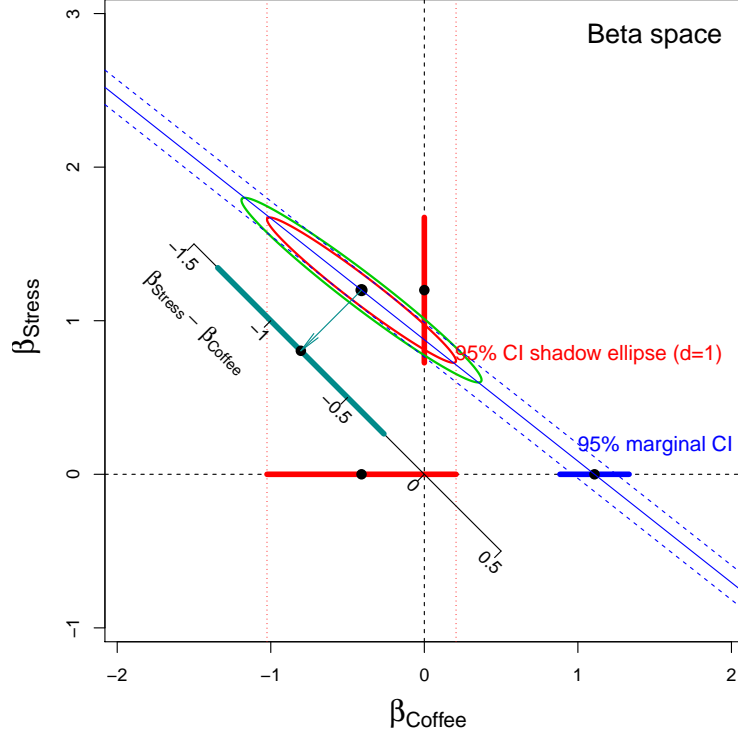 Beta space
3
2
1
0
−1
βStress
−1.5
−1
−0.5
0
0.5
βStress − βCoffee
95% CI shadow ellipse (d=1)
95% marginal CI
−2
−1
0
1
2
βCoffee